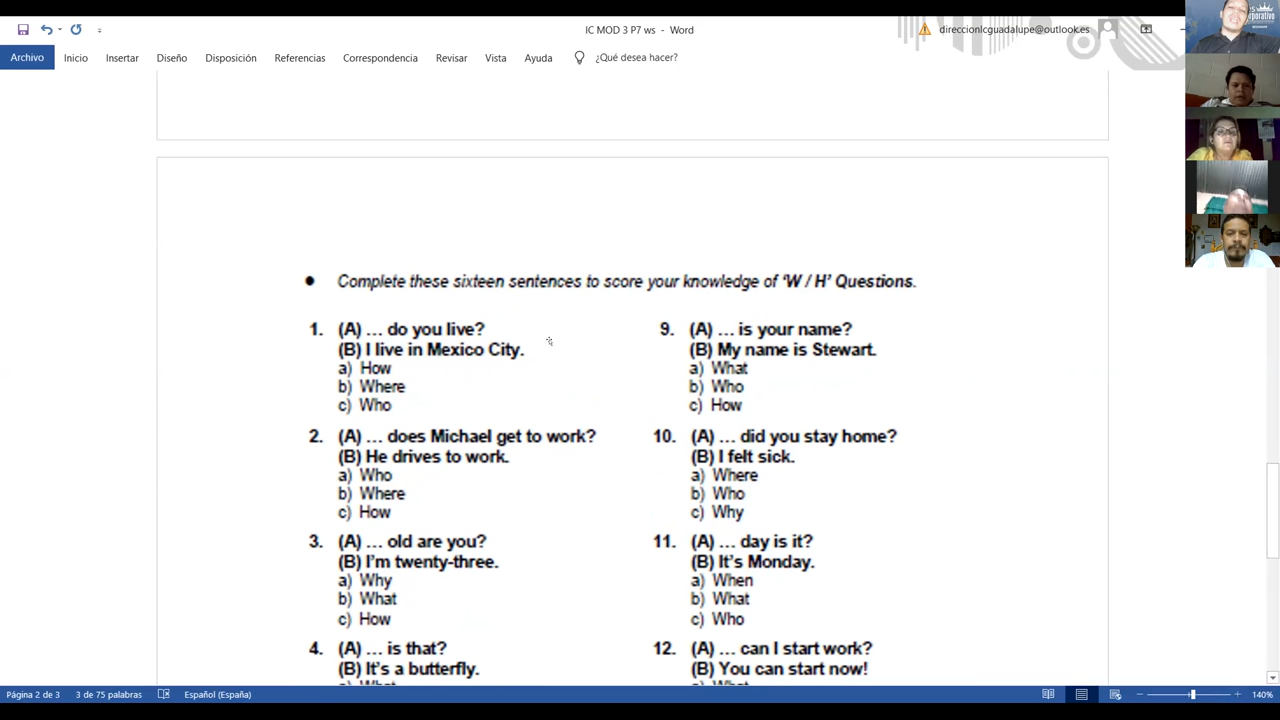 IC MOD 3 P7 ws - Word
direccionlcguadalupe@outlook.es
Archivo Inicio Insertar Diseño Disposición Referencias Correspondencia Revisar Vista Ayuda ¿Qué desea hacer?
• Complete these sixteen sentences to score your knowledge of ‘W / H’ Questions.
1. (A) … do you live?
(B) I live in Mexico City.
a) How
b) Where
c) Who
2. (A) … does Michael get to work?
(B) He drives to work.
a) Who
b) Where
c) How
3. (A) … old are you?
(B) I’m twenty-three.
a) Why
b) What
c) How
4. (A) … is that?
(B) It’s a butterfly.
a) What
9. (A) … is your name?
(B) My name is Stewart.
a) What
b) Who
c) How
10. (A) … did you stay home?
(B) I felt sick.
a) Where
b) Who
c) Why
11. (A) … day is it?
(B) It’s Monday.
a) When
b) What
c) Who
12. (A) … can I start work?
(B) You can start now!
a) What
Página 2 de 3 3 de 75 palabras Español (España) 140%